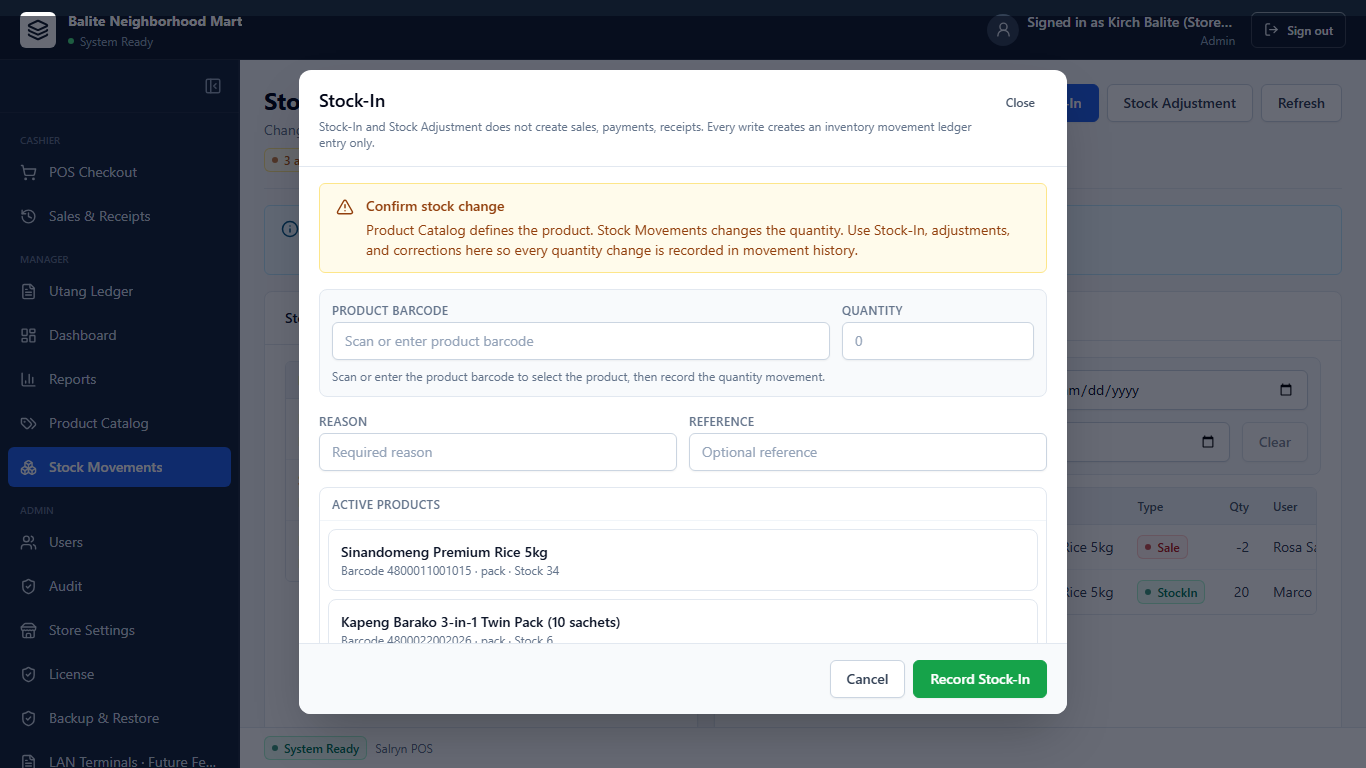 Balite Neighborhood Mart
System Ready
Signed in as Kirch Balite (Store...
Admin
Sign out
CASHIER
POS Checkout
Sales & Receipts
MANAGER
Utang Ledger
Dashboard
Reports
Product Catalog
Stock Movements
ADMIN
Users
Audit
Store Settings
License
Backup & Restore
LAN Terminals · Future Fe...
Stock Adjustment
Refresh
Stock-In
Close
Stock-In and Stock Adjustment does not create sales, payments, receipts. Every write creates an inventory movement ledger
entry only.
Confirm stock change
Product Catalog defines the product. Stock Movements changes the quantity. Use Stock-In, adjustments,
and corrections here so every quantity change is recorded in movement history.
PRODUCT BARCODE
QUANTITY
Scan or enter product barcode
0
Scan or enter the product barcode to select the product, then record the quantity movement.
REASON
REFERENCE
Required reason
Optional reference
ACTIVE PRODUCTS
Sinandomeng Premium Rice 5kg
Barcode 4800011001015 · pack · Stock 34
Kapeng Barako 3-in-1 Twin Pack (10 sachets)
Barcode 4800022002026 · pack · Stock 6
Cancel
Record Stock-In
m/dd/yyyy
Clear
Type Qty User
Rice 5kg Sale -2 Rosa
Rice 5kg StockIn 20 Marco
System Ready
Salryn POS